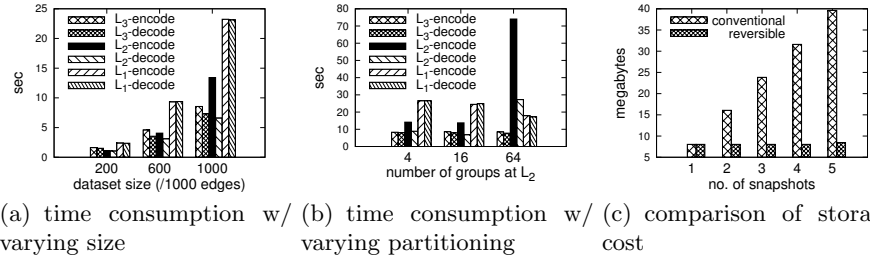 25
20
15
10
5
0
sec
L3-encode
L3-decode
L2-encode
L2-decode
L1-encode
L1-decode
200 600 1000
dataset size (/1000 edges)
80
70
60
50
40
30
20
10
0
sec
L3-encode
L3-decode
L2-encode
L2-decode
L1-encode
L1-decode
4 16 64
number of groups at L2
40
35
30
25
20
15
10
5
megabytes
conventional
reversible
1 2 3 4 5
no. of snapshots
(a) time consumption w/
varying size
(b) time consumption w/
varying partitioning
(c) comparison of stora
cost